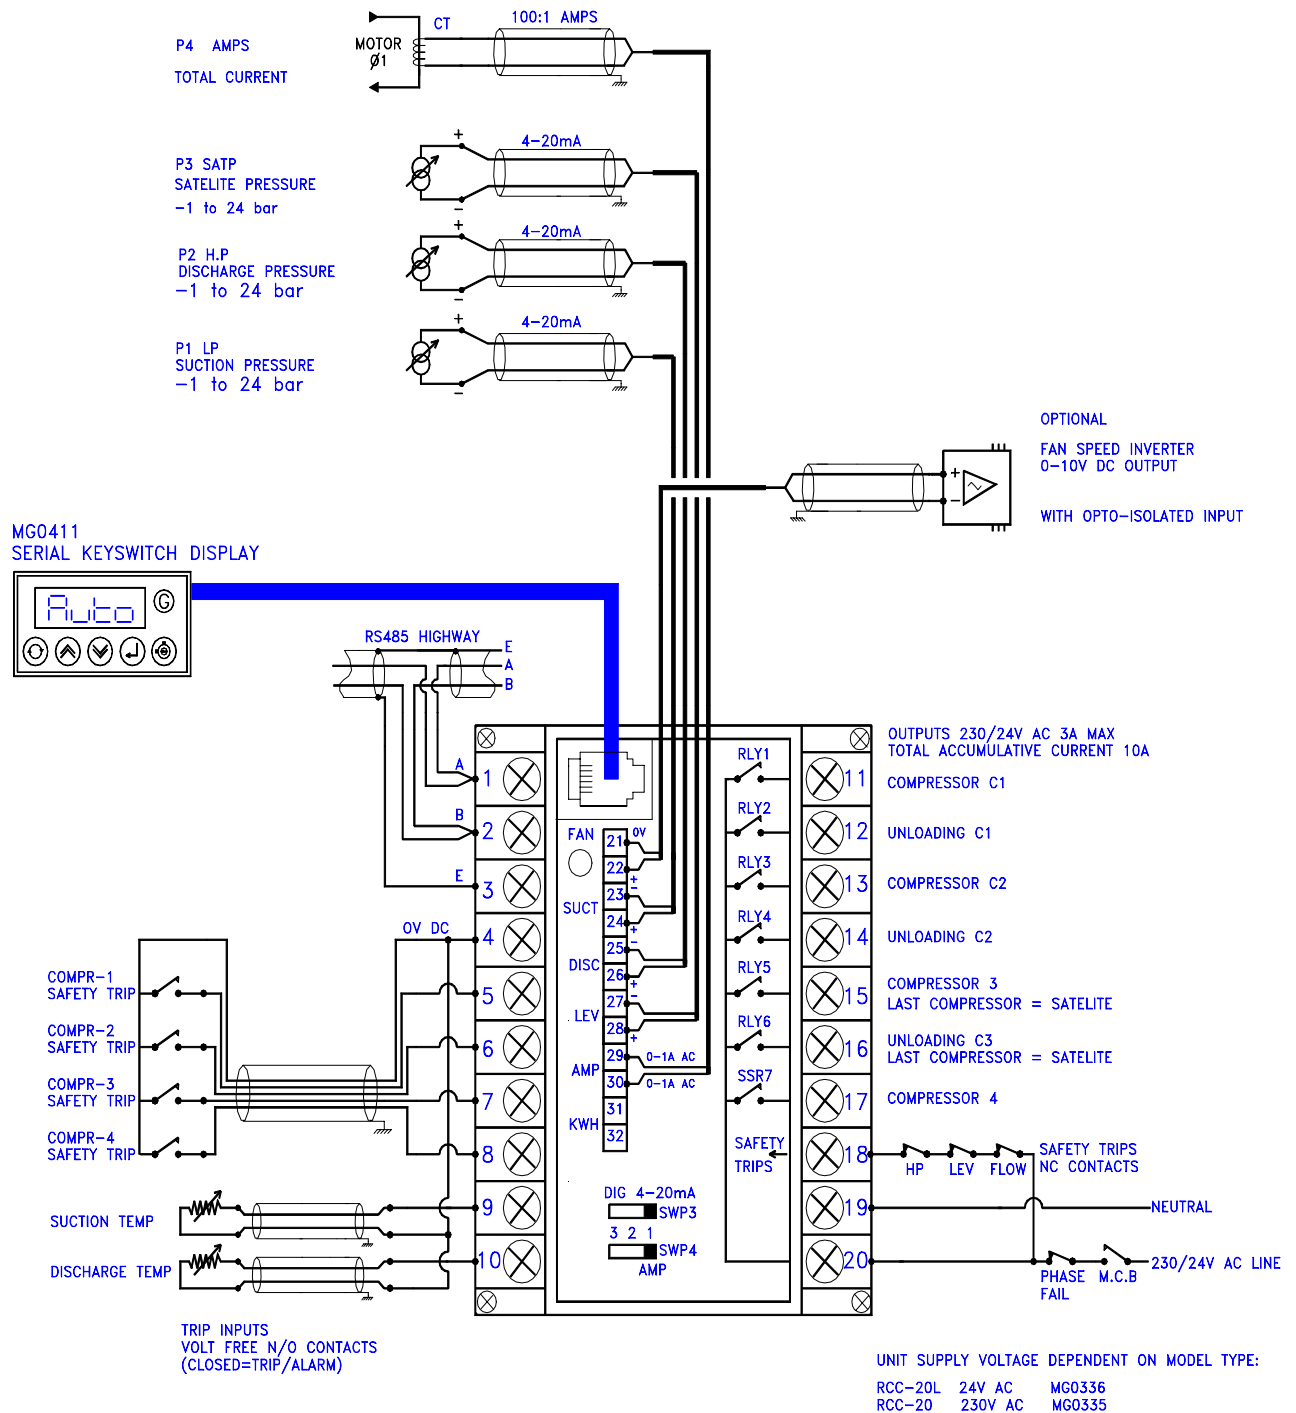 100:1 AMPS
CT
P4 AMPS
MOTOR
Ø1
TOTAL CURRENT
+
4-20mA
P3 SATP
SATELITE PRESSURE
-1 to 24 bar
-
+
4-20mA
P2 H.P
DISCHARGE PRESSURE
-1 to 24 bar
-
+
4-20mA
P1 LP
SUCTION PRESSURE
-1 to 24 bar
-
OPTIONAL
FAN SPEED INVERTER
0-10V DC OUTPUT
+
-
WITH OPTO-ISOLATED INPUT
MG0411
SERIAL KEYSWITCH DISPLAY
Auto
G
RS485 HIGHWAY
E
A
B
OUTPUTS 230/24V AC 3A MAX
TOTAL ACCUMULATIVE CURRENT 10A
A
1
RLY1
11
COMPRESSOR C1
B
2
FAN
21
0V
RLY2
12
UNLOADING C1
22
+
E
3
-
23
RLY3
13
COMPRESSOR C2
SUCT
24
+
0V DC
4
-
25
RLY4
14
UNLOADING C2
DISC
26
+
COMPR-1
SAFETY TRIP
5
-
27
RLY5
15
COMPRESSOR 3
LAST COMPRESSOR = SATELITE
LEV
28
+
COMPR-2
SAFETY TRIP
6
29
0-1A AC
RLY6
16
UNLOADING C3
LAST COMPRESSOR = SATELITE
AMP
30
0-1A AC
COMPR-3
SAFETY TRIP
7
31
SSR7
17
COMPRESSOR 4
KWH
32
COMPR-4
SAFETY TRIP
8
SAFETY
TRIPS
18
HP
LEV
FLOW
SAFETY TRIPS
NC CONTACTS
SUCTION TEMP
9
DIG 4-20mA
SWP3
19
NEUTRAL
3 2 1
SWP4
AMP
DISCHARGE TEMP
10
20
PHASE
FAIL
M.C.B
230/24V AC LINE
TRIP INPUTS
VOLT FREE N/O CONTACTS
(CLOSED=TRIP/ALARM)
UNIT SUPPLY VOLTAGE DEPENDENT ON MODEL TYPE:
RCC-20L 24V AC MG0336
RCC-20 230V AC MG0335